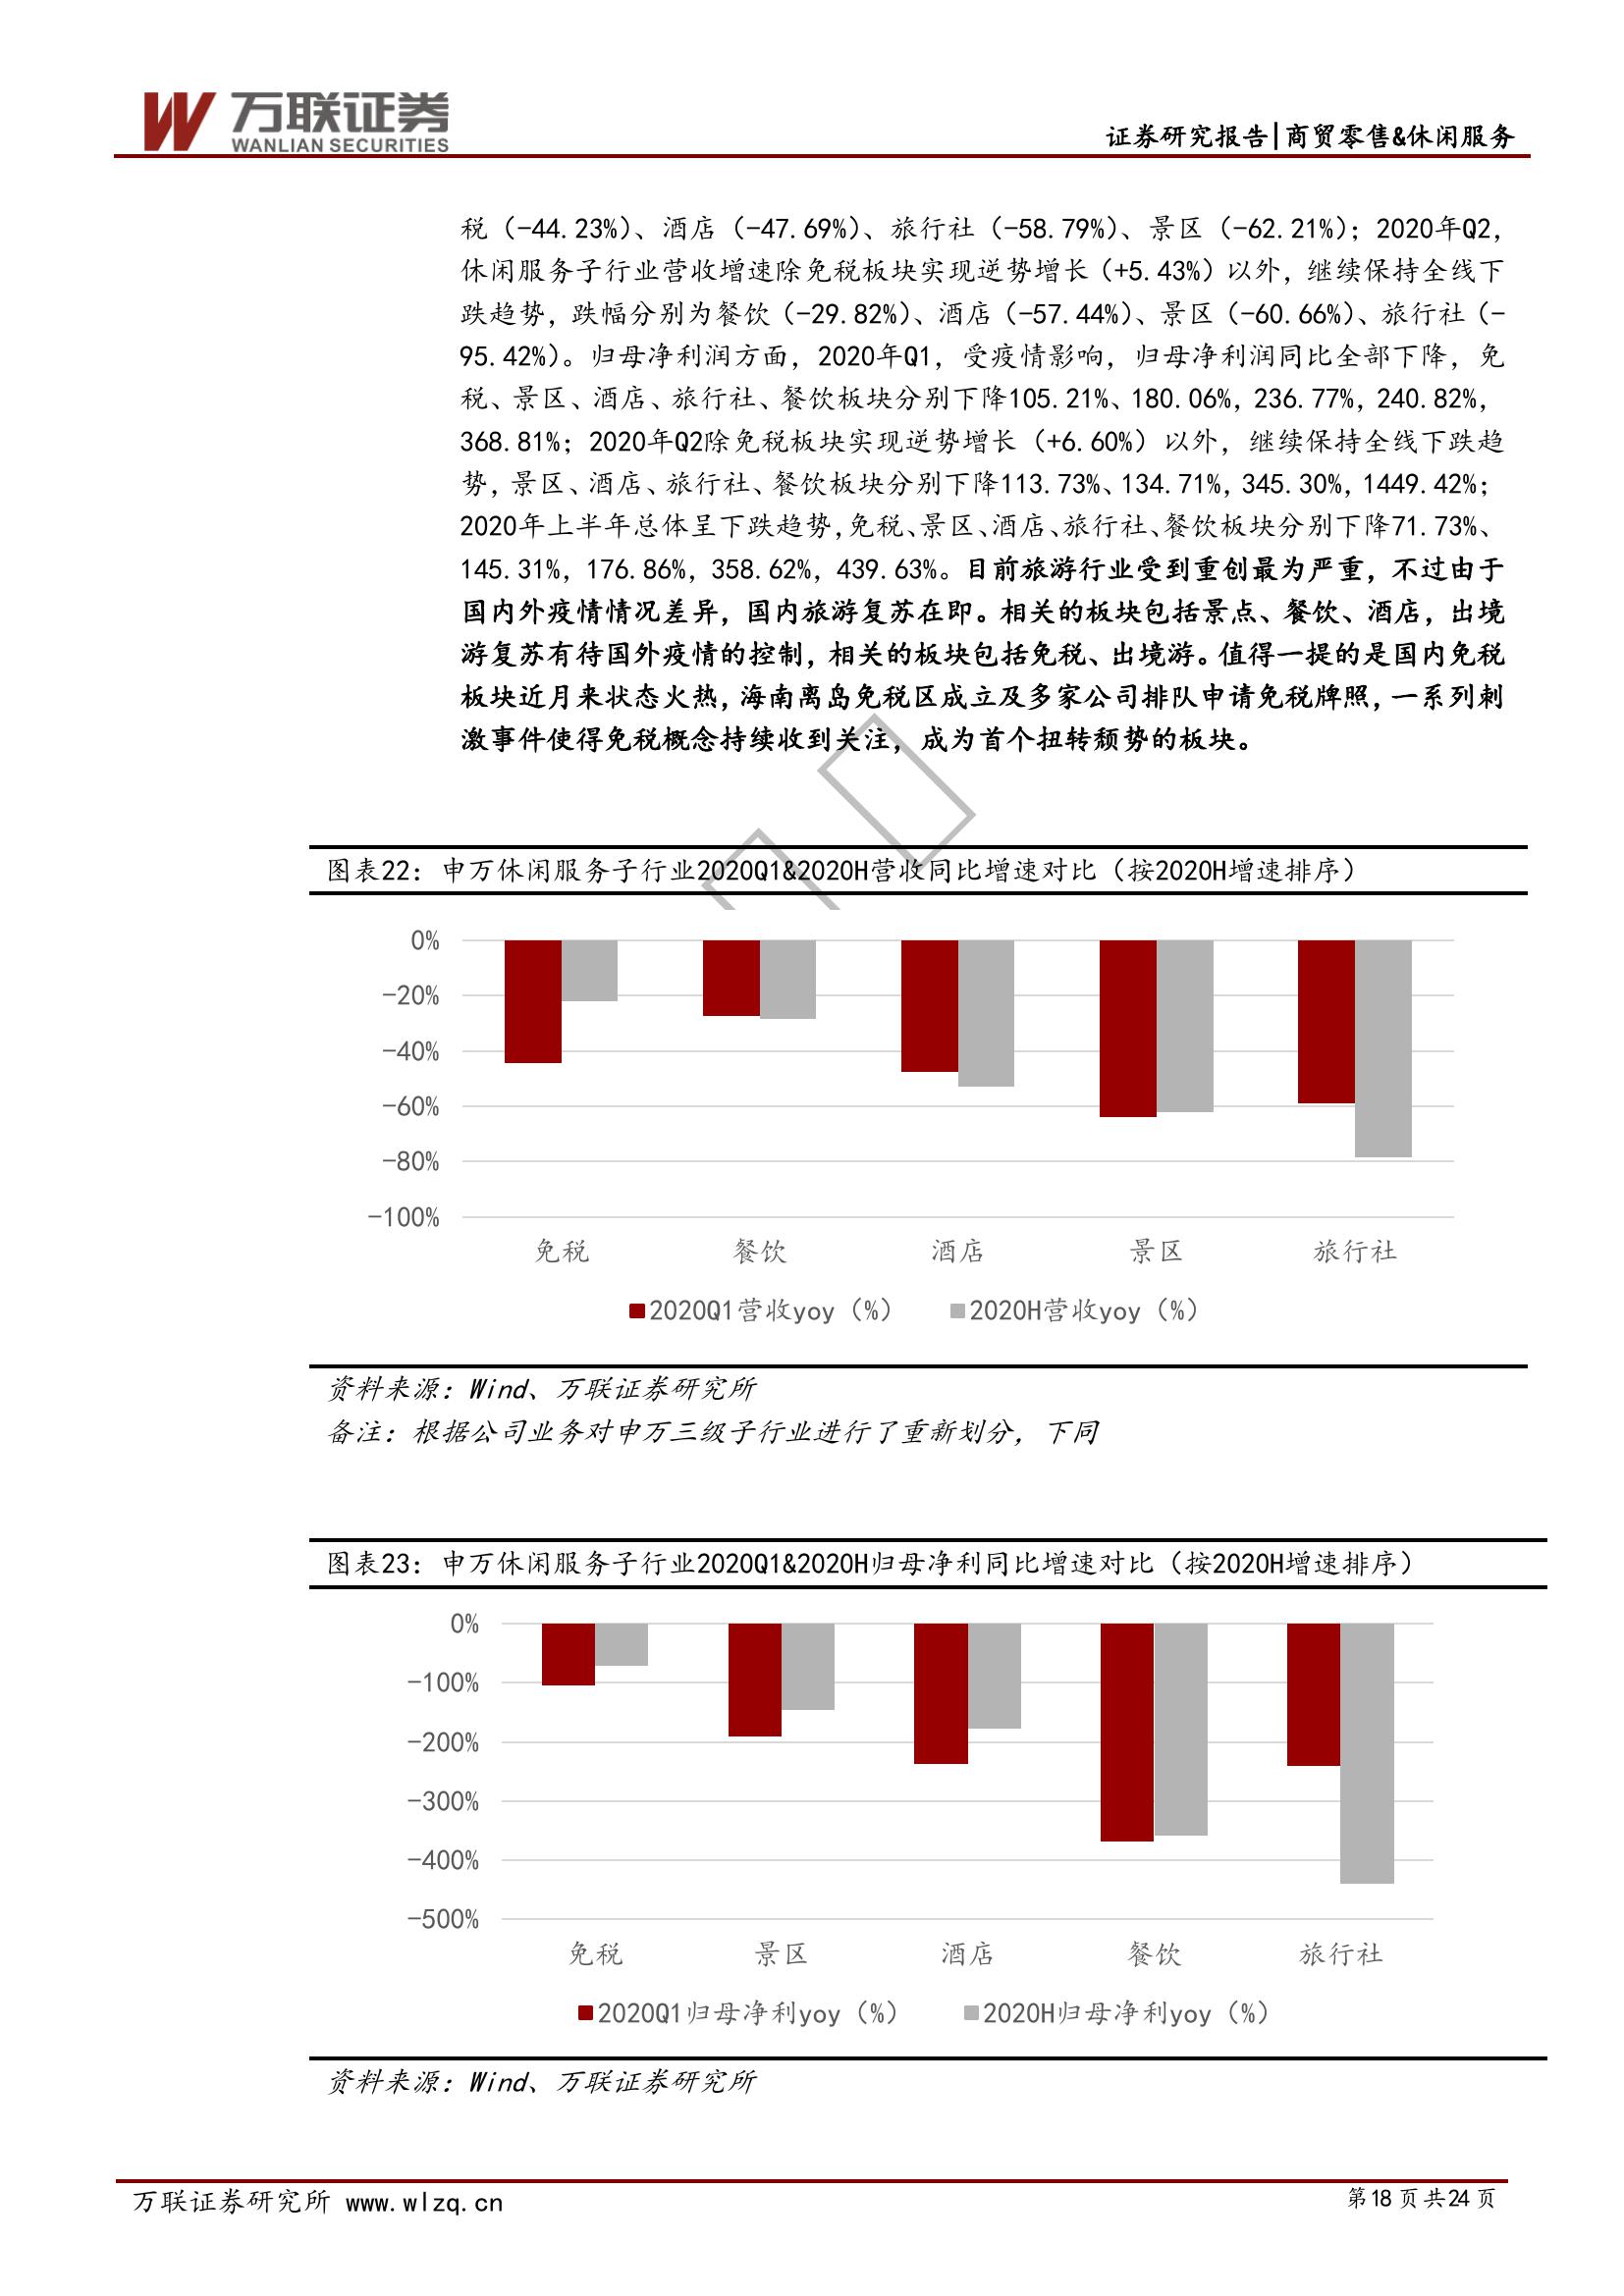 万联证券
WANLIAN SECURITIES
证券研究报告|商贸零售&休闲服务
税（-44.23%）、酒店（-47.69%）、旅行社（-58.79%）、景区（-62.21%）；2020年Q2，
休闲服务子行业营收增速除免税板块实现逆势增长（+5.43%）以外，继续保持全线下
跌趋势，跌幅分别为餐饮（-29.82%）、酒店（-57.44%）、景区（-60.66%）、旅行社（-
95.42%）。归母净利润方面，2020年Q1，受疫情影响，归母净利润同比全部下降，免
税、景区、酒店、旅行社、餐饮板块分别下降105.21%、180.06%，236.77%，240.82%，
368.81%；2020年Q2除免税板块实现逆势增长（+6.60%）以外，继续保持全线下跌趋
势，景区、酒店、旅行社、餐饮板块分别下降113.73%、134.71%，345.30%，1449.42%；
2020年上半年总体呈下跌趋势，免税、景区、酒店、旅行社、餐饮板块分别下降71.73%、
145.31%，176.86%，358.62%，439.63%。目前旅游行业受到重创最为严重，不过由于
国内外疫情情况差异，国内旅游复苏在即。相关的板块包括景点、餐饮、酒店，出境
游复苏有待国外疫情的控制，相关的板块包括免税、出境游。值得一提的是国内免税
板块近月来状态火热，海南离岛免税区成立及多家公司排队申请免税牌照，一系列刺
激事件使得免税概念持续收到关注，成为首个扭转颓势的板块。
图表22：申万休闲服务子行业2020Q1&2020H营收同比增速对比（按2020H增速排序）
0%
-20%
-40%
-60%
-80%
-100%
免税 餐饮 酒店 景区 旅行社
2020Q1营收yoy（%） 2020H营收yoy（%）
资料来源：Wind、万联证券研究所
备注：根据公司业务对申万三级子行业进行了重新划分，下同
图表23：申万休闲服务子行业2020Q1&2020H归母净利同比增速对比（按2020H增速排序）
0%
-100%
-200%
-300%
-400%
-500%
免税 景区 酒店 餐饮 旅行社
2020Q1归母净利yoy（%） 2020H归母净利yoy（%）
资料来源：Wind、万联证券研究所
万联证券研究所 www.wlzq.cn 第18页共24页